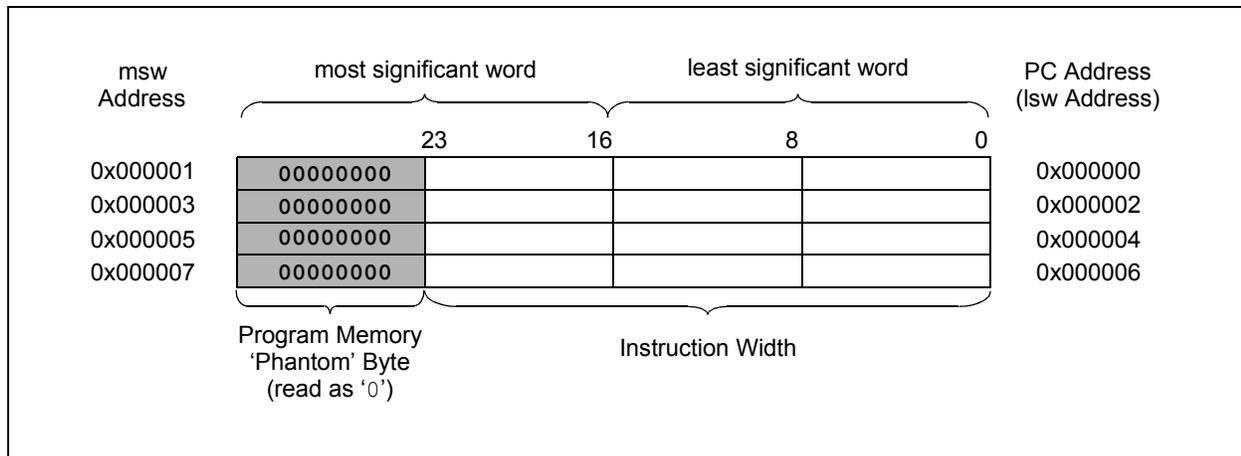 msw
Address
most significant word
least significant word
PC Address
(lsw Address)
23
16
8
0
0x000001
00000000
0x000000
0x000003
00000000
0x000002
0x000005
00000000
0x000004
0x000007
00000000
0x000006
Program Memory
‘Phantom’ Byte
(read as ‘0’)
Instruction Width